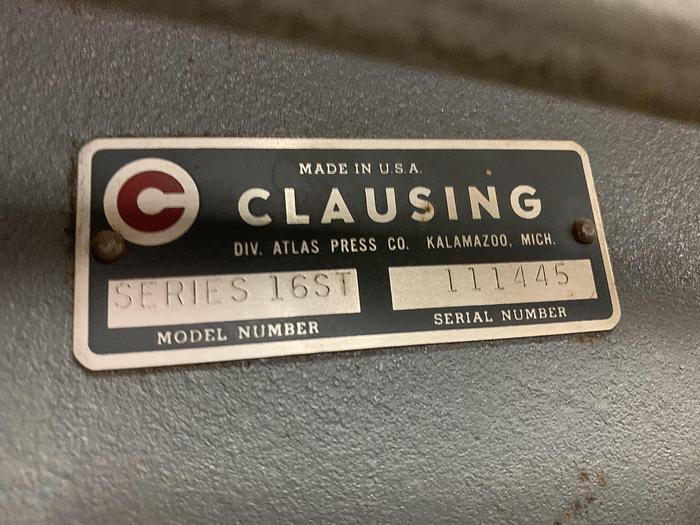 MADE IN U.S.A.
C CLAUSING
DIV. ATLAS PRESS CO. KALAMAZOO, MICH.
SERIES 16ST 111445
MODEL NUMBER SERIAL NUMBER